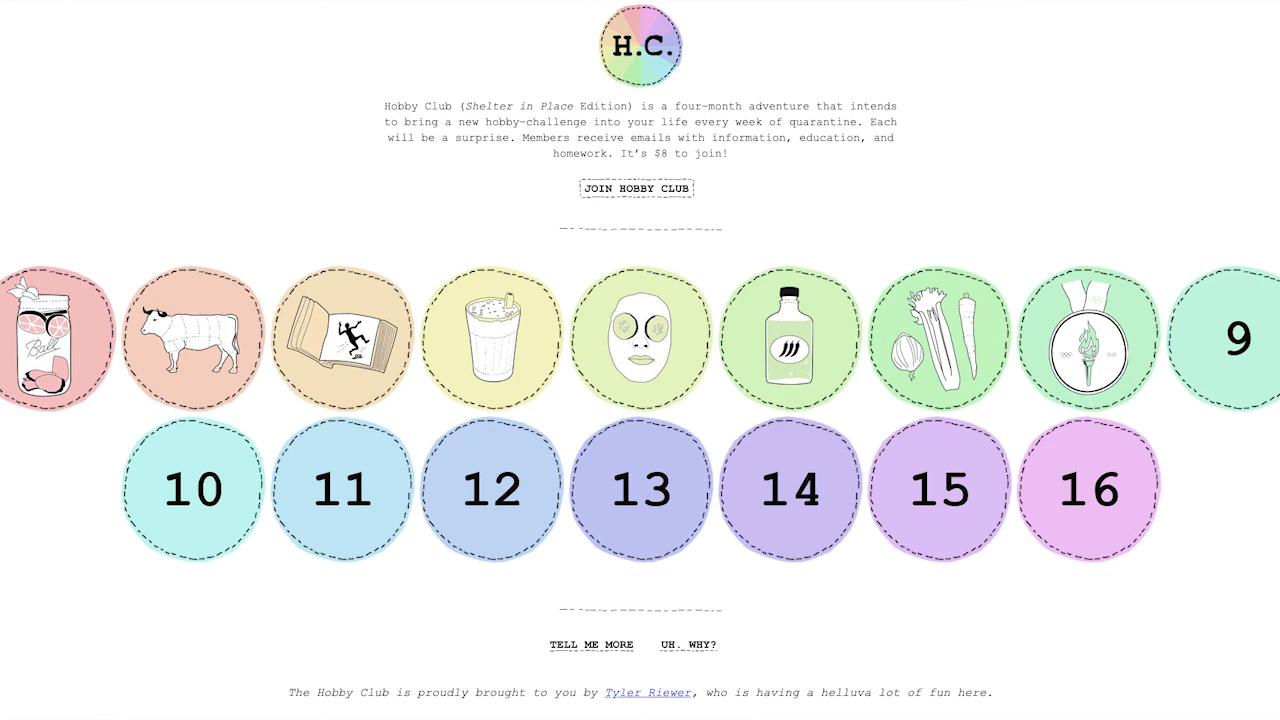 H.C.
Hobby Club (Shelter in Place Edition) is a four-month adventure that intends
to bring a new hobby-challenge into your life every week of quarantine. Each
will be a surprise. Members receive emails with information, education, and
homework. It's $8 to join!
JOIN HOBBY CLUB
Ball
9
10 11 12 13 14 15 16
TELL ME MORE UH. WHY?
The Hobby Club is proudly brought to you by Tyler Riewer, who is having a helluva lot of fun here.